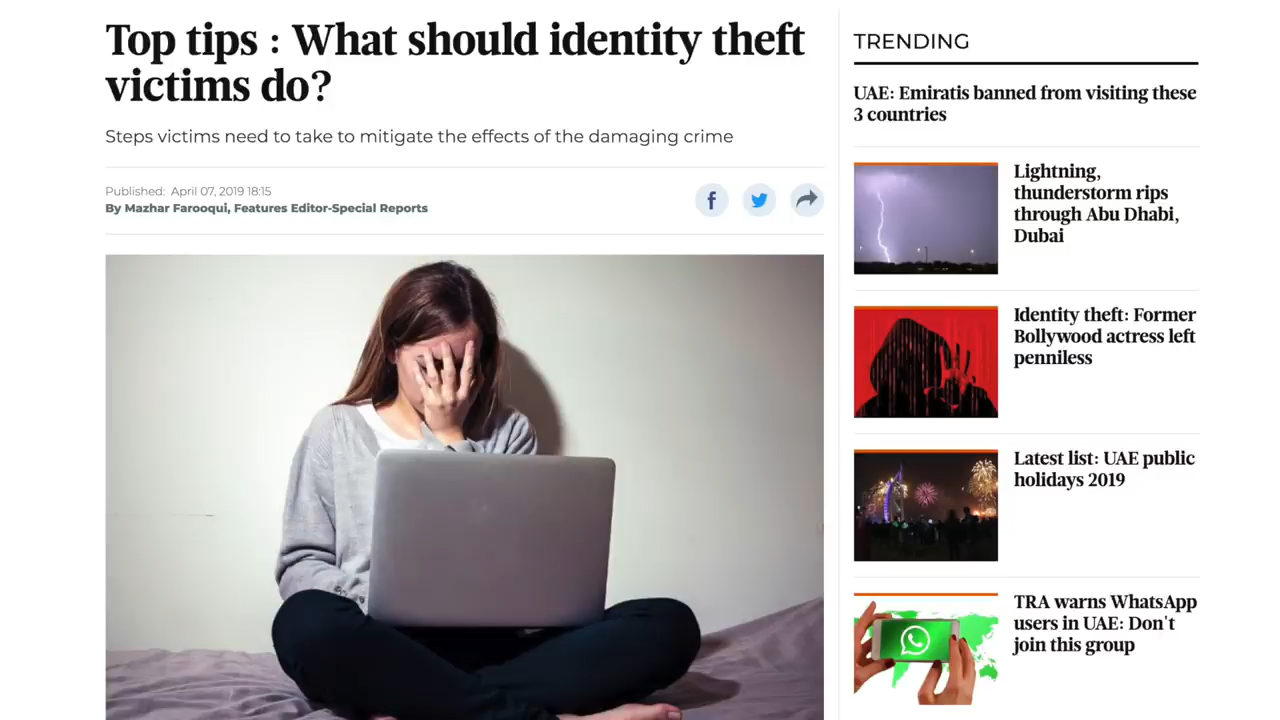 Top tips : What should identity theft
victims do?
Steps victims need to take to mitigate the effects of the damaging crime
Published: April 07, 2019 18:15
By Mazhar Farooqui, Features Editor-Special Reports
TRENDING
UAE: Emiratis banned from visiting these
3 countries
Lightning,
thunderstorm rips
through Abu Dhabi,
Dubai
Identity theft: Former
Bollywood actress left
penniless
Latest list: UAE public
holidays 2019
TRA warns WhatsApp
users in UAE: Don't
join this group